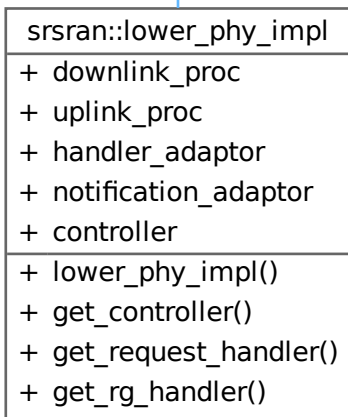 srsran::lower_phy_impl
+ downlink_proc
+ uplink_proc
+ handler_adaptor
+ notification_adaptor
+ controller
+ lower_phy_impl()
+ get_controller()
+ get_request_handler()
+ get_rg_handler()